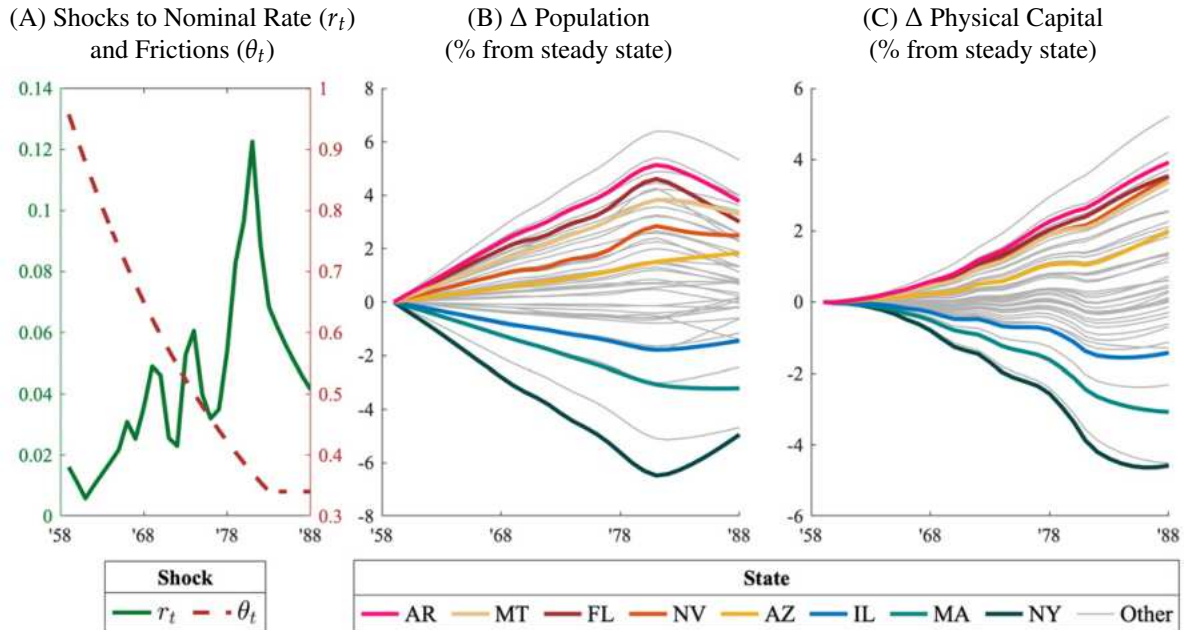 (A) Shocks to Nominal Rate (r_t)
and Frictions (θ_t)
(B) Δ Population
(% from steady state)
(C) Δ Physical Capital
(% from steady state)
0.14
0.12
0.1
0.08
0.06
0.04
0.02
0
1
0.9
0.8
0.7
0.6
0.5
0.4
0.3
'58 '68 '78 '88
8
6
4
2
0
-2
-4
-6
-8
'58 '68 '78 '88
6
4
2
0
-2
-4
-6
'58 '68 '78 '88
Shock
r_t θ_t
State
AR MT FL NV AZ IL MA NY Other